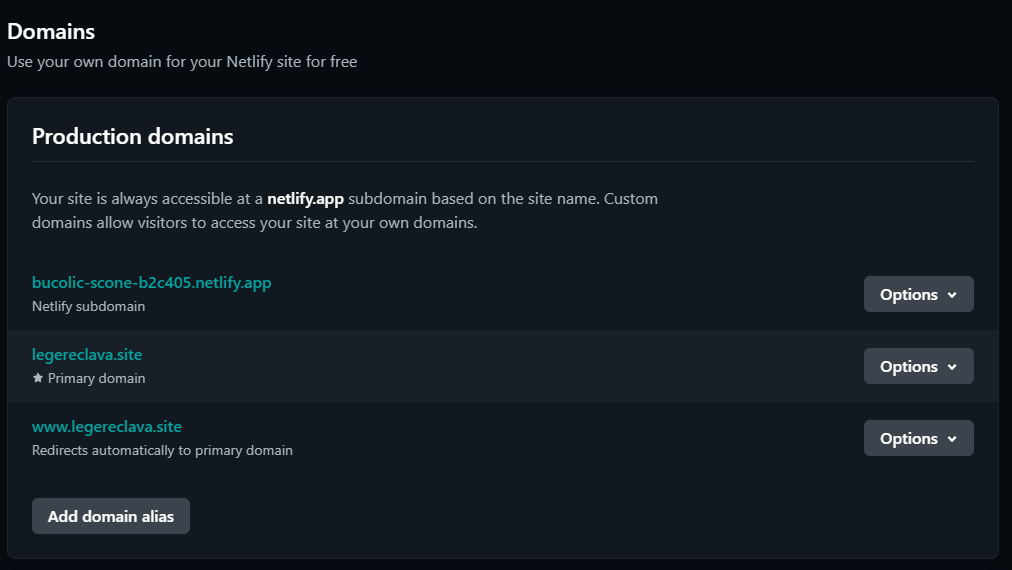 Domains
Use your own domain for your Netlify site for free
Production domains
Your site is always accessible at a netlify.app subdomain based on the site name. Custom
domains allow visitors to access your site at your own domains.
bucolic-scone-b2c405.netlify.app
Netlify subdomain
Options
legereclava.site
Primary domain
Options
www.legereclava.site
Redirects automatically to primary domain
Options
Add domain alias